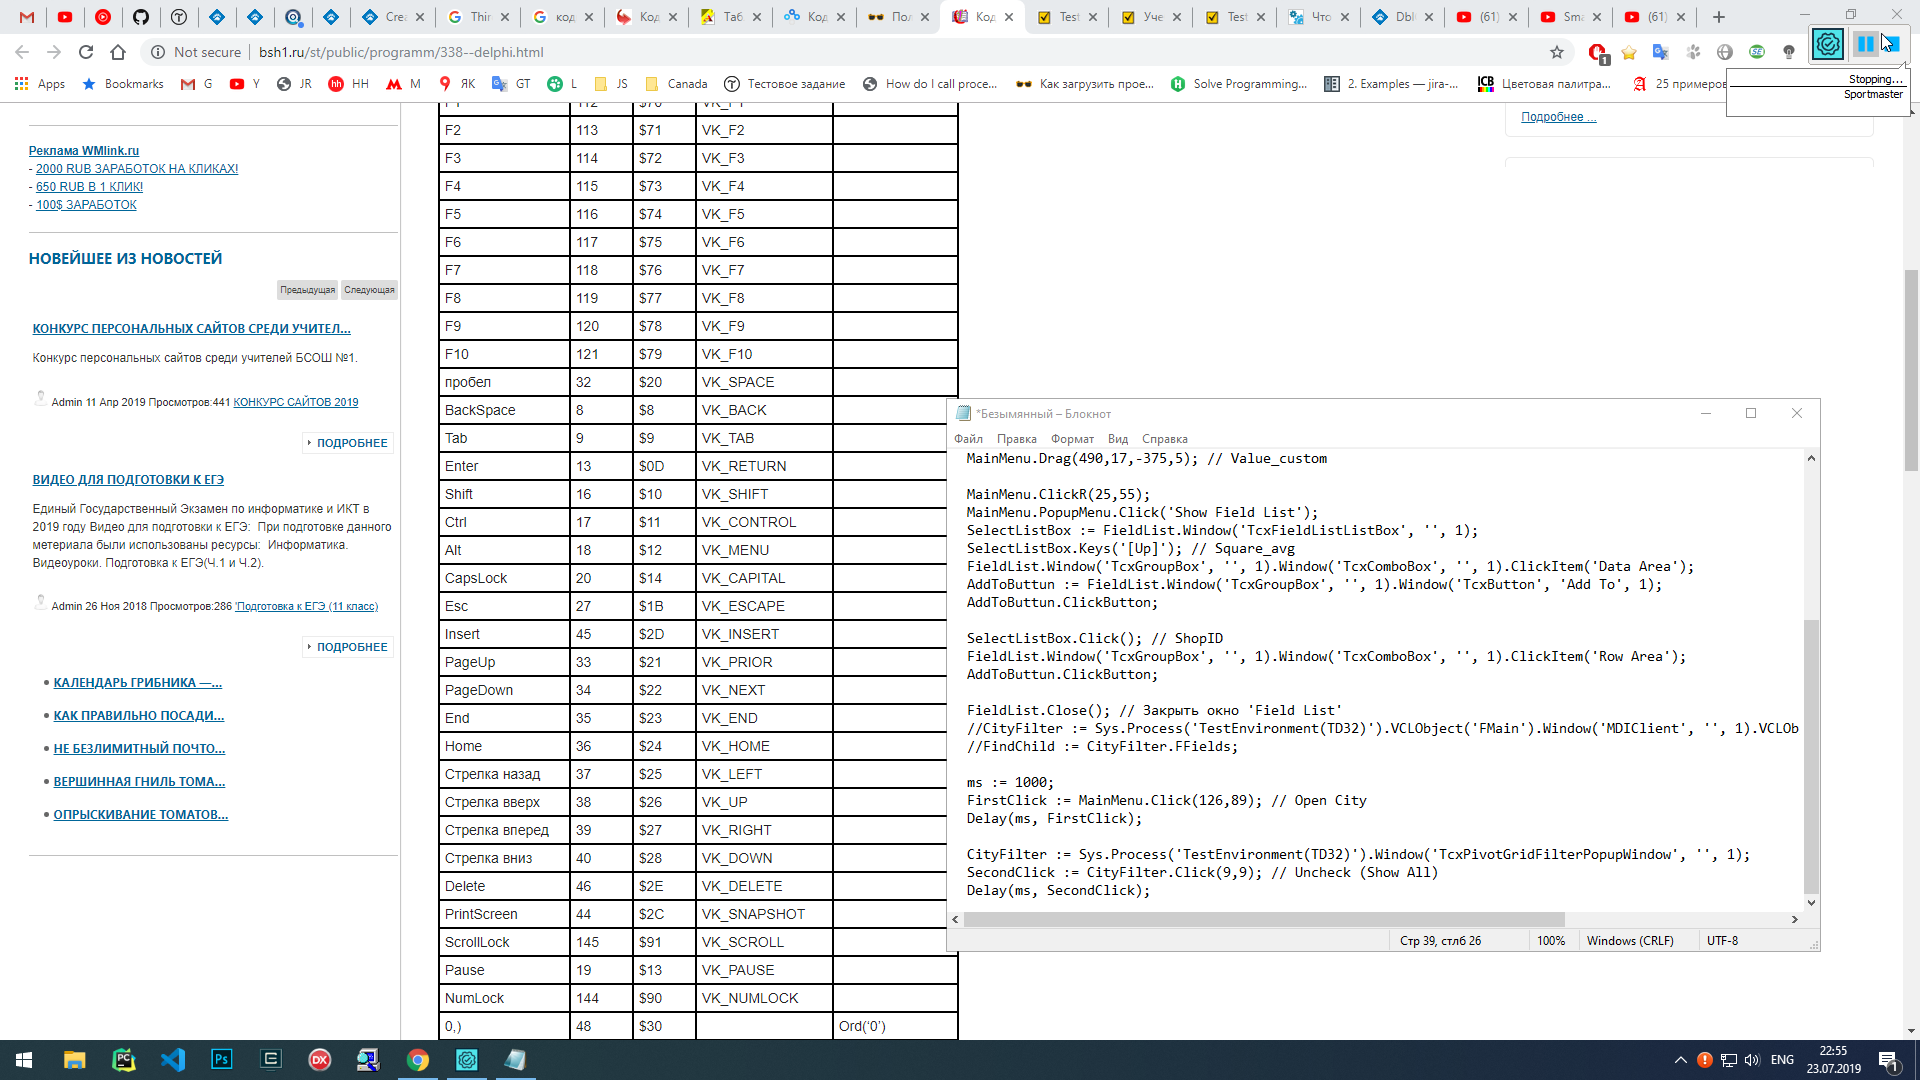 Crea
Thir
код
Код
Таб
Код
Пол
Код
Test
Уче
Test
Что
Dbl
(61)
Sma
(61)
Not secure
bsh1.ru/st/public/programm/338--delphi.html
Stopping...
Sportmaster
Apps
Bookmarks
G
Y
JR
HH
M
ЯК
GT
L
JS
Canada
Тестовое задание
How do I call proce...
Как загрузить прое...
Solve Programming...
2. Examples — jira-...
Цветовая палитра...
25 примеров
Реклама WMlink.ru
- 2000 RUB ЗАРАБОТОК НА КЛИКАХ!
- 650 RUB В 1 КЛИК!
- 100$ ЗАРАБОТОК
НОВЕЙШЕЕ ИЗ НОВОСТЕЙ
Предыдущая Следующая
КОНКУРС ПЕРСОНАЛЬНЫХ САЙТОВ СРЕДИ УЧИТЕЛ...
Конкурс персональных сайтов среди учителей БСОШ №1.
Admin 11 Апр 2019 Просмотров:441 КОНКУРС САЙТОВ 2019
ПОДРОБНЕЕ
ВИДЕО ДЛЯ ПОДГОТОВКИ К ЕГЭ
Единый Государственный Экзамен по информатике и ИКТ в
2019 году Видео для подготовки к ЕГЭ: При подготовке данного
метериала были использованы ресурсы: Информатика.
Видеоуроки. Подготовка к ЕГЭ(Ч.1 и Ч.2).
Admin 26 Ноя 2018 Просмотров:286 'Подготовка к ЕГЭ (11 класс)
ПОДРОБНЕЕ
КАЛЕНДАРЬ ГРИБНИКА —...
КАК ПРАВИЛЬНО ПОСАДИ...
НЕ БЕЗЛИМИТНЫЙ ПОЧТО...
ВЕРШИННАЯ ГНИЛЬ ТОМА...
ОПРЫСКИВАНИЕ ТОМАТОВ...
F1 112 $70 VK_F1
F2 113 $71 VK_F2
F3 114 $72 VK_F3
F4 115 $73 VK_F4
F5 116 $74 VK_F5
F6 117 $75 VK_F6
F7 118 $76 VK_F7
F8 119 $77 VK_F8
F9 120 $78 VK_F9
F10 121 $79 VK_F10
пробел 32 $20 VK_SPACE
BackSpace 8 $8 VK_BACK
Tab 9 $9 VK_TAB
Enter 13 $0D VK_RETURN
Shift 16 $10 VK_SHIFT
Ctrl 17 $11 VK_CONTROL
Alt 18 $12 VK_MENU
CapsLock 20 $14 VK_CAPITAL
Esc 27 $1B VK_ESCAPE
Insert 45 $2D VK_INSERT
PageUp 33 $21 VK_PRIOR
PageDown 34 $22 VK_NEXT
End 35 $23 VK_END
Home 36 $24 VK_HOME
Стрелка назад 37 $25 VK_LEFT
Стрелка вверх 38 $26 VK_UP
Стрелка вперед 39 $27 VK_RIGHT
Стрелка вниз 40 $28 VK_DOWN
Delete 46 $2E VK_DELETE
PrintScreen 44 $2C VK_SNAPSHOT
ScrollLock 145 $91 VK_SCROLL
Pause 19 $13 VK_PAUSE
NumLock 144 $90 VK_NUMLOCK
0,) 48 $30 Ord('0')
Подробнее ...
*Безымянный – Блокнот
Файл Правка Формат Вид Справка
MainMenu.Drag(490,17,-375,5); // Value_custom
MainMenu.ClickR(25,55);
MainMenu.PopupMenu.Click('Show Field List');
SelectListBox := FieldList.Window('TcxFieldListListBox', '', 1);
SelectListBox.Keys('[Up]'); // Square_avg
FieldList.Window('TcxGroupBox', '', 1).Window('TcxComboBox', '', 1).ClickItem('Data Area');
AddToButtun := FieldList.Window('TcxGroupBox', '', 1).Window('TcxButton', 'Add To', 1);
AddToButtun.ClickButton;
SelectListBox.Click(); // ShopID
FieldList.Window('TcxGroupBox', '', 1).Window('TcxComboBox', '', 1).ClickItem('Row Area');
AddToButtun.ClickButton;
FieldList.Close(); // Закрыть окно 'Field List'
//CityFilter := Sys.Process('TestEnvironment(TD32)').VCLObject('FMain').Window('MDIClient', '', 1).VCLOb
//FindChild := CityFilter.FFields;
ms := 1000;
FirstClick := MainMenu.Click(126,89); // Open City
Delay(ms, FirstClick);
CityFilter := Sys.Process('TestEnvironment(TD32)').Window('TcxPivotGridFilterPopupWindow', '', 1);
SecondClick := CityFilter.Click(9,9); // Uncheck (Show All)
Delay(ms, SecondClick);
Стр 39, стлб 26 100% Windows (CRLF) UTF-8
ENG
22:55
23.07.2019